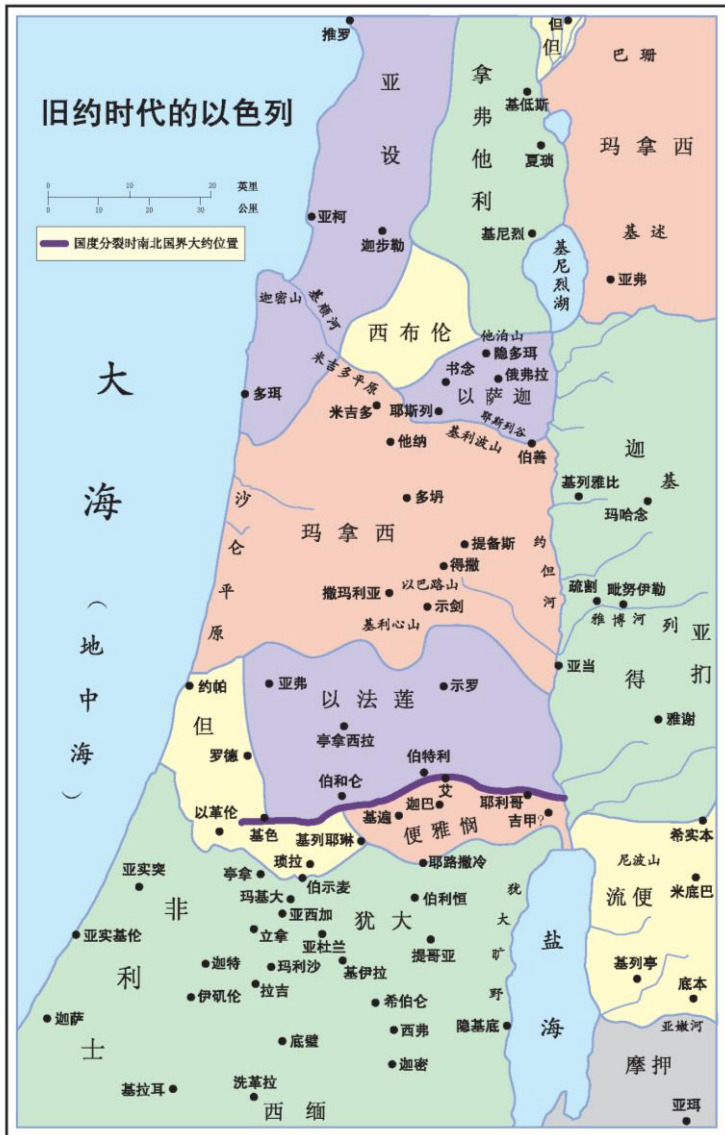 旧约时代的以色列
0 10 20 英里
0 10 20 30 公里
国度分裂时南北国界大约位置
推罗
亚设
拿弗他利
但
但
巴珊
基低斯
夏琐
玛拿西
亚柯
迦步勒
基尼烈
基述
基尼烈湖
亚弗
迦密山
基顺河
西布伦
他泊山
隐多珥
书念
俄弗拉
以萨迦
米吉多平原
多珥
米吉多
耶斯列
耶斯列谷
他纳
基利波山
伯善
大海
(地中海)
迦基列亚扪
得
基列雅比
玛哈念
沙仑平原
多坍
玛拿西
提备斯
约但河
得撒
撒玛利亚
以巴路山
示剑
基利心山
疏割
毗努伊勒
雅博河
亚当
约帕
亚弗
以法莲
示罗
但
亭拿西拉
雅谢
罗德
伯特利
伯和仑
艾
以革伦
基色
基遍
迦巴
耶利哥
吉甲?
基列耶琳
便雅悯
希实本
琐拉
耶路撒冷
尼波山
亚实突
亭拿
伯示麦
流便
米底巴
玛基大
伯利恒
犹大旷野
非利士
亚西加
犹大
盐海
亚实基伦
立拿
亚杜兰
提哥亚
迦特
玛利沙
基伊拉
基列亭
拉吉
伊矶伦
希伯仑
底本
迦萨
西弗
隐基底
亚嫩河
底璧
迦密
摩押
基拉耳
洗革拉
西缅
亚珥